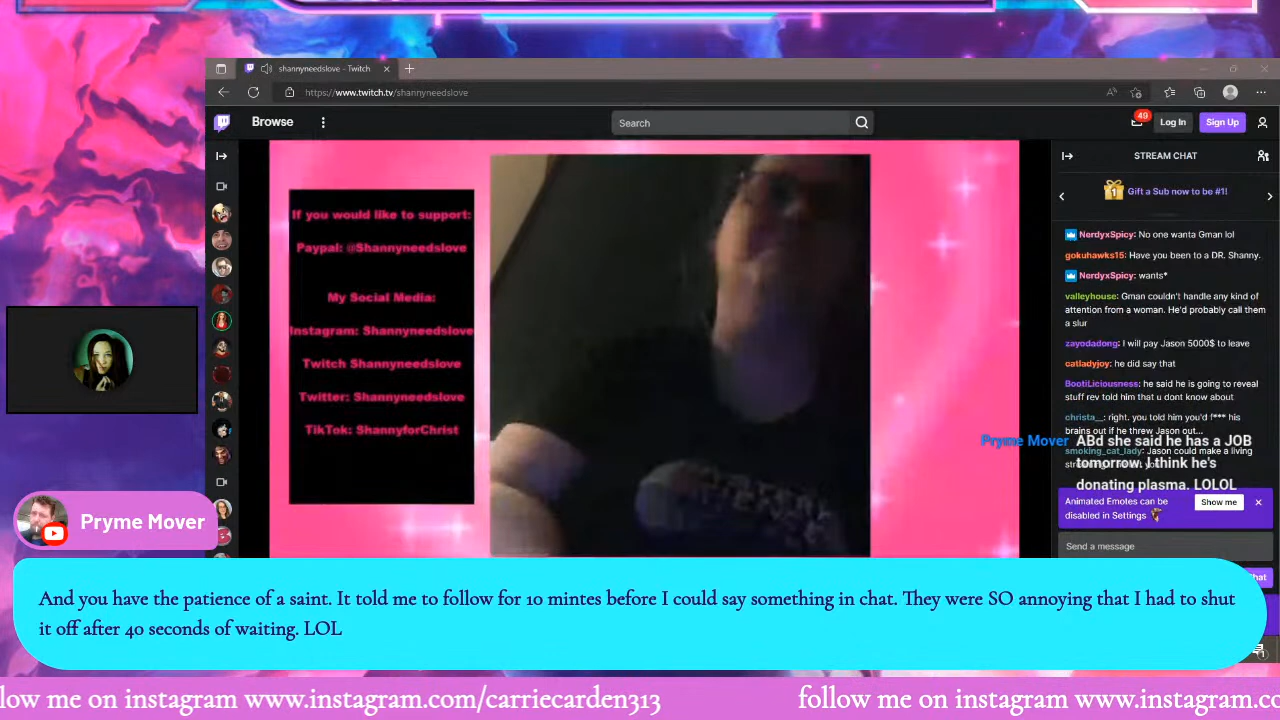 shannyneedslove - Twitch
https://www.twitch.tv/shannyneedslove
Browse
Search
49
Log In
Sign Up
If you would like to support:
Paypal: @Shannyneedslove
My Social Media:
Instagram: Shannyneedslove
Twitch Shannyneedslove
Twitter: Shannyneedslove
TikTok: ShannyforChrist
STREAM CHAT
Gift a Sub now to be #1!
NerdyxSpicy: No one wanta Gman lol
gokuhawks15: Have you been to a DR. Shanny.
NerdyxSpicy: wants*
valleyhouse: Gman couldn't handle any kind of
attention from a woman. He'd probably call them
a slur
zayodadong: I will pay Jason 5000$ to leave
catladyjoy: he did say that
BootiLiciousness: he said he is going to reveal
stuff rev told him that u dont know about
christa__: right. you told him you'd f*** his
brains out if he threw Jason out...
smoking_cat_lady: Jason could make a living
Pryme Mover ABd she said he has a JOB
tomorrow. I think he's
donating plasma. LOLOL
Animated Emotes can be
disabled in Settings
Show me
Send a message
Pryme Mover
And you have the patience of a saint. It told me to follow for 10 mintes before I could say something in chat. They were SO annoying that I had to shut
it off after 40 seconds of waiting. LOL
low me on instagram www.instagram.com/carriecarden313 follow me on instagram www.instagram.co